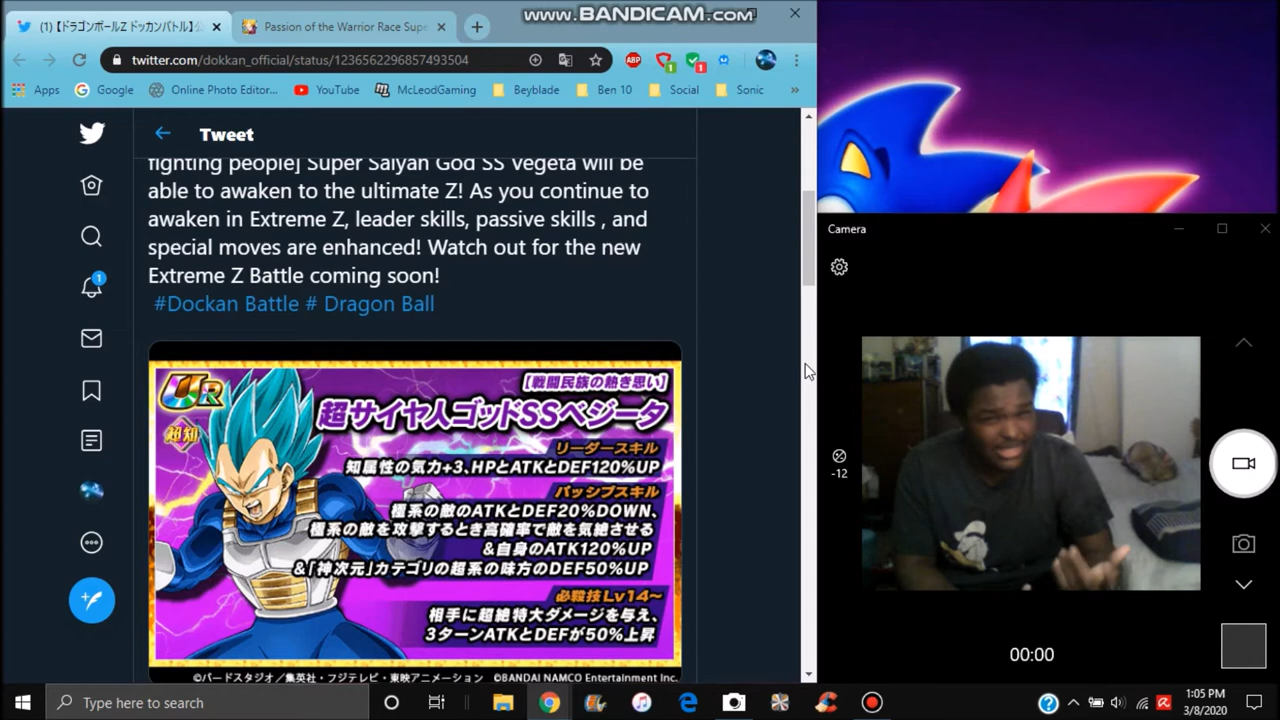 www.BANDICAM.com
(1) 【ドラゴンボールZ ドッカンバトル】
Passion of the Warrior Race Supe
twitter.com/dokkan_official/status/1236562296857493504
ABP
1
1
Apps
Google
Online Photo Editor...
YouTube
McLeodGaming
Beyblade
Ben 10
Social
Sonic
»
Tweet
fighting people] Super Saiyan God SS Vegeta will be
able to awaken to the ultimate Z! As you continue to
awaken in Extreme Z, leader skills, passive skills , and
special moves are enhanced! Watch out for the new
Extreme Z Battle coming soon!
#Dockan Battle # Dragon Ball
1
UR
超知
【戦闘民族の熱き思い】
超サイヤ人ゴッドSSベジータ
リーダースキル
知属性の気力+3、HPとATKとDEF120%UP
パッシブスキル
極系の敵のATKとDEF20%DOWN、
極系の敵を攻撃するとき高確率で敵を気絶させる
&自身のATK120%UP
&「神次元」カテゴリの超系の味方のDEF50%UP
必殺技Lv14~
相手に超絶特大ダメージを与え、
3ターンATKとDEFが50%上昇
©バードスタジオ/集英社・フジテレビ・東映アニメーション ©BANDAI NAMCO Entertainment Inc.
Camera
-12
00:00
Type here to search
1:05 PM
3/8/2020